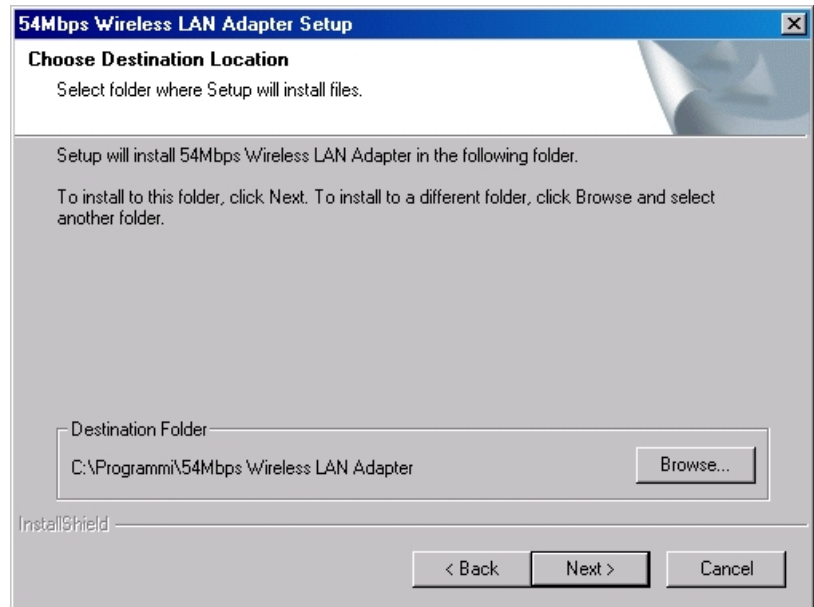 54Mbps Wireless LAN Adapter Setup
Choose Destination Location
Select folder where Setup will install files.
Setup will install 54Mbps Wireless LAN Adapter in the following folder.
To install to this folder, click Next. To install to a different folder, click Browse and select
another folder.
Destination Folder
C:\Programmi\54Mbps Wireless LAN Adapter
Browse...
InstallShield
< Back
Next >
Cancel